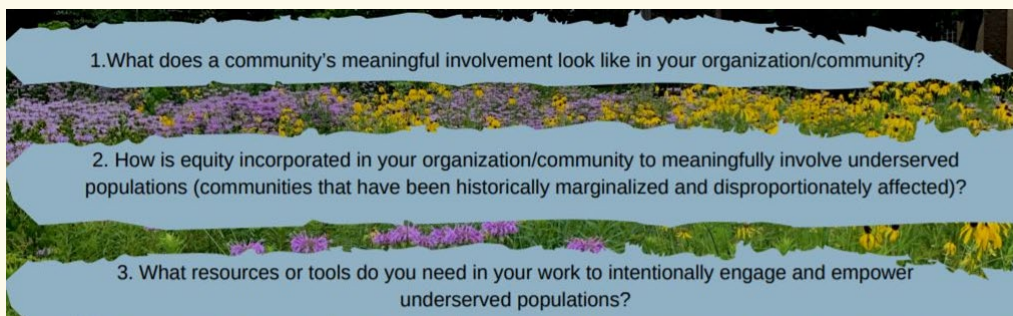 1.What does a community’s meaningful involvement look like in your organization/community?
2. How is equity incorporated in your organization/community to meaningfully involve underserved
populations (communities that have been historically marginalized and disproportionately affected)?
3. What resources or tools do you need in your work to intentionally engage and empower
underserved populations?